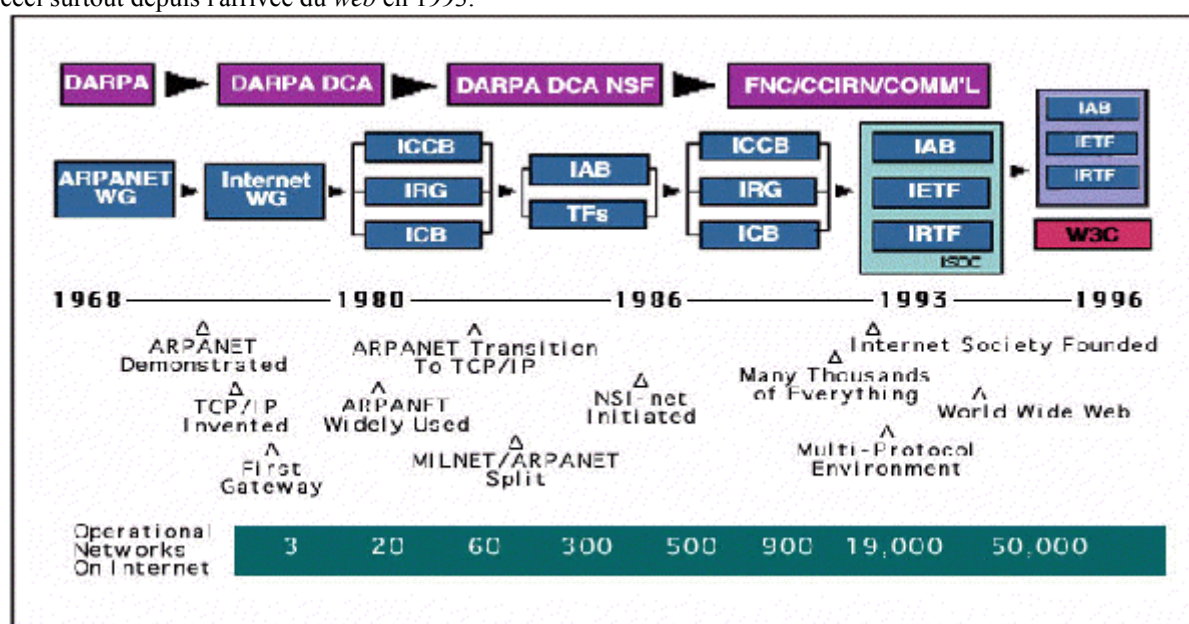 ceci surtout depuis l'arrivée du web en 1993.
DARPA DARPA DCA DARPA DCA NSF FNC/CCIRN/COMM'L
IAB
IETF
IRTF
ARPANET
WG
Internet
WG
ICCB
IRG
ICB
IAB
TFs
ICCB
IRG
ICB
IAB
IETF
IRTF
ISOC
W3C
1968 1980 1986 1993 1996
ARPANET
Demonstrated
ARPANET Transition
To TCP/IP
Internet Society Founded
TCP/IP
Invented
ARPANET
Widely Used
NSI-net
Initiated
Many Thousands
of Everything
World Wide Web
First
Gateway
MILNET/ARPANET
Split
Multi-Protocol
Environment
Operational
Networks
On Internet
3 20 60 300 500 900 19,000 50,000